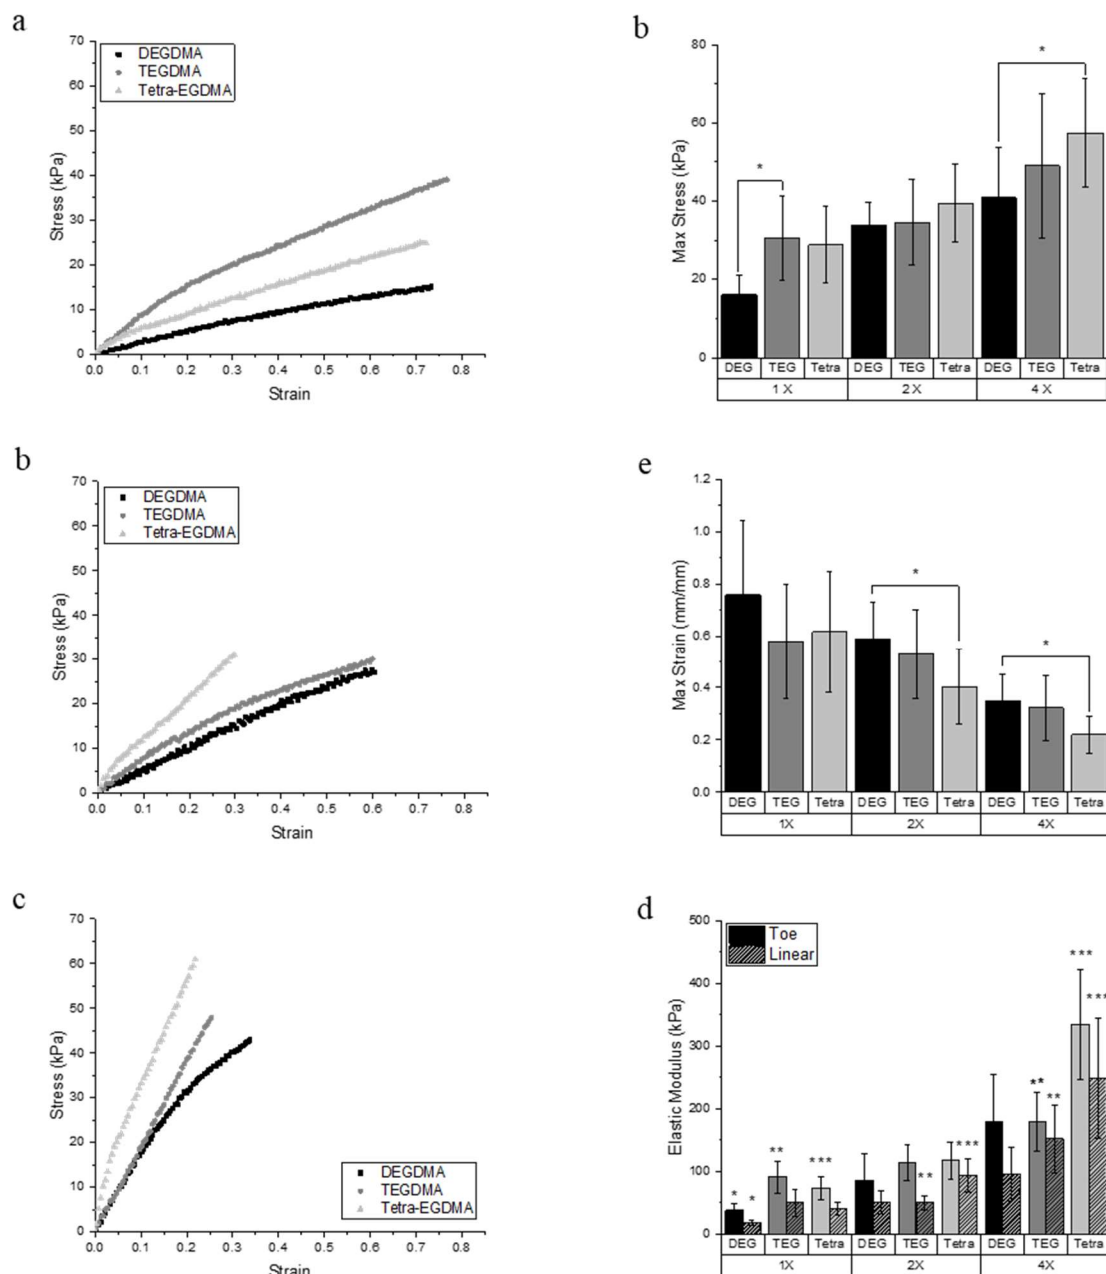 a
70
60
50
40
30
20
10
0
Stress (kPa)
DEGDMA
TEGDMA
Tetra-EGDMA
0.0 0.1 0.2 0.3 0.4 0.5 0.6 0.7 0.8
Strain
b
80
60
40
20
0
Max Stress (kPa)
*
*
DEG TEG Tetra DEG TEG Tetra DEG TEG Tetra
1X 2X 4X
b
70
60
50
40
30
20
10
0
Stress (kPa)
DEGDMA
TEGDMA
Tetra-EGDMA
0.0 0.1 0.2 0.3 0.4 0.5 0.6 0.7 0.8
Strain
e
1.2
1.0
0.8
0.6
0.4
0.2
0.0
Max Strain (mm/mm)
*
*
DEG TEG Tetra DEG TEG Tetra DEG TEG Tetra
1X 2X 4X
c
70
60
50
40
30
20
10
0
Stress (kPa)
DEGDMA
TEGDMA
Tetra-EGDMA
0.0 0.1 0.2 0.3 0.4 0.5 0.6 0.7 0.8
Strain
d
500
400
300
200
100
0
Elastic Modulus (kPa)
Toe
Linear
* * ** *** ** *** ** ** *** ***
DEG TEG Tetra DEG TEG Tetra DEG TEG Tetra
1X 2X 4X